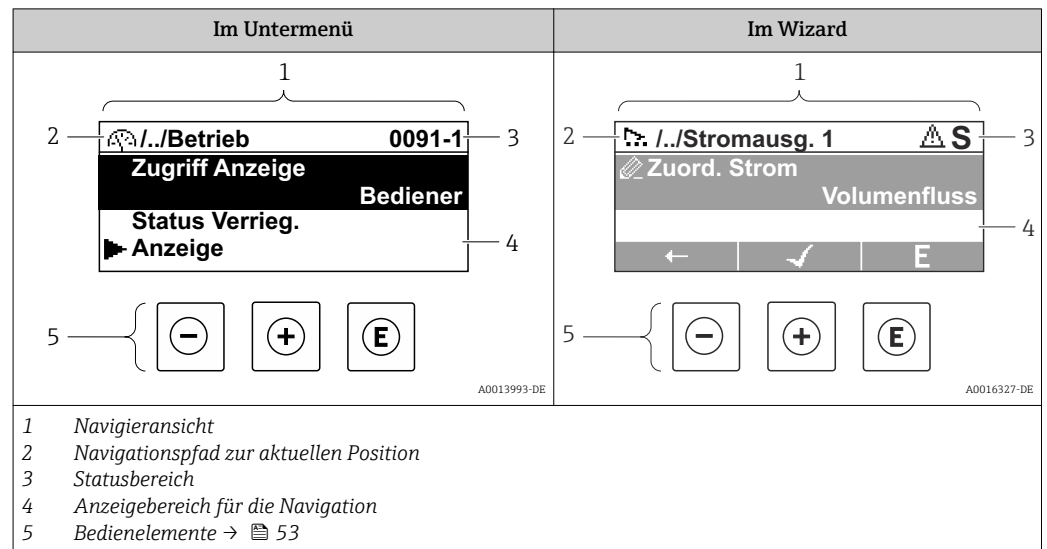 Im Untermenü
Im Wizard
1
2
/../Betrieb 0091-1
3
Zugriff Anzeige
Bediener
Status Verrieg.
Anzeige
4
5
- + E
A0013993-DE
1
2
/../Stromausg. 1 S
3
Zuord. Strom
Volumenfluss
4
← ✓ E
5
- + E
A0016327-DE
1 Navigieransicht
2 Navigationspfad zur aktuellen Position
3 Statusbereich
4 Anzeigebereich für die Navigation
5 Bedienelemente → 53